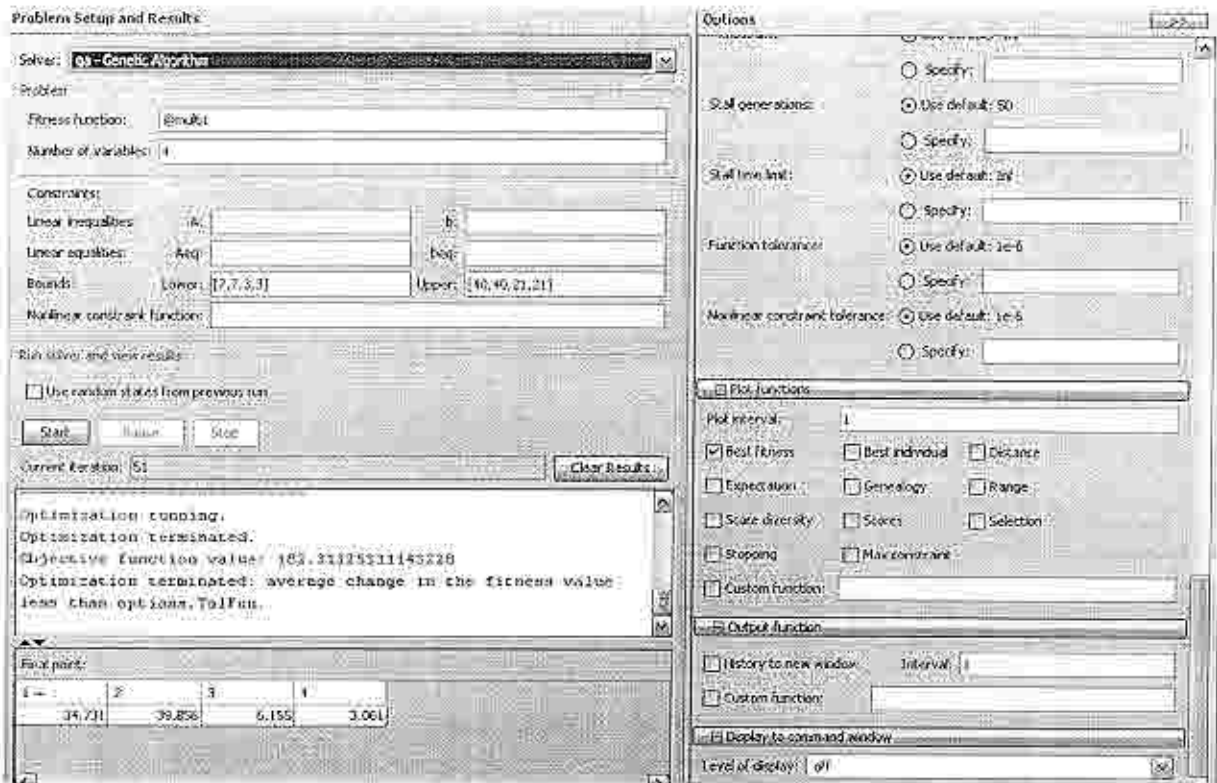 Problem Setup and Results
Solver: ga - Genetic Algorithm
Problem
Fitness function: @multi
Number of variables: 4
Constraints:
Linear inequalities: A: b:
Linear equalities: Aeq: beq:
Bounds: Lower: [7,7,3,3] Upper: [40,40,21,21]
Nonlinear constraint function:
Run solver and view results
Use random states from previous run
Start Pause Stop
Current iteration: 51 Clear Results
Optimization running.
Optimization terminated.
Objective function value:
Optimization terminated: average change in the fitness value
less than options.TolFun.
Final point:
1 2 3 4
34.731 39.856 6.155 3.061
Options
Specify:
Stall generations: Use default: 50
Specify:
Stall time limit: Use default: Inf
Specify:
Function tolerance: Use default: 1e-6
Specify:
Nonlinear constraint tolerance: Use default: 1e-6
Specify:
Plot functions
Plot interval: 1
Best fitness Best individual Distance
Expectation Genealogy Range
Score diversity Scores Selection
Stopping Max constraint
Custom function:
Output function
History to new window Interval: 1
Custom function:
Display to command window
Level of display: off